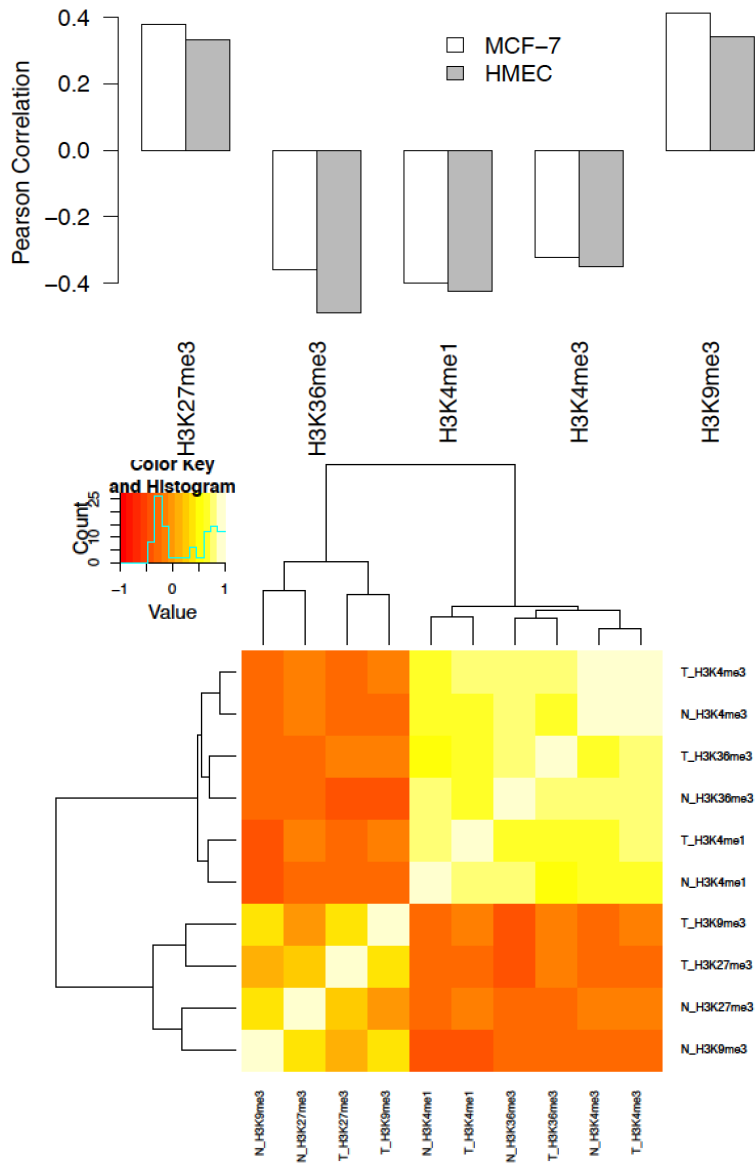 Pearson Correlation
0.4
0.2
0.0
−0.2
−0.4
MCF−7
HMEC
H3K27me3
H3K36me3
H3K4me1
H3K4me3
H3K9me3
Color Key
and Histogram
Count
0
10
25
−1
0
1
Value
T_H3K4me3
N_H3K4me3
T_H3K36me3
N_H3K36me3
T_H3K4me1
N_H3K4me1
T_H3K9me3
T_H3K27me3
N_H3K27me3
N_H3K9me3
N_H3K9me3
N_H3K27me3
T_H3K27me3
T_H3K9me3
N_H3K4me1
T_H3K4me1
N_H3K36me3
T_H3K36me3
N_H3K4me3
T_H3K4me3